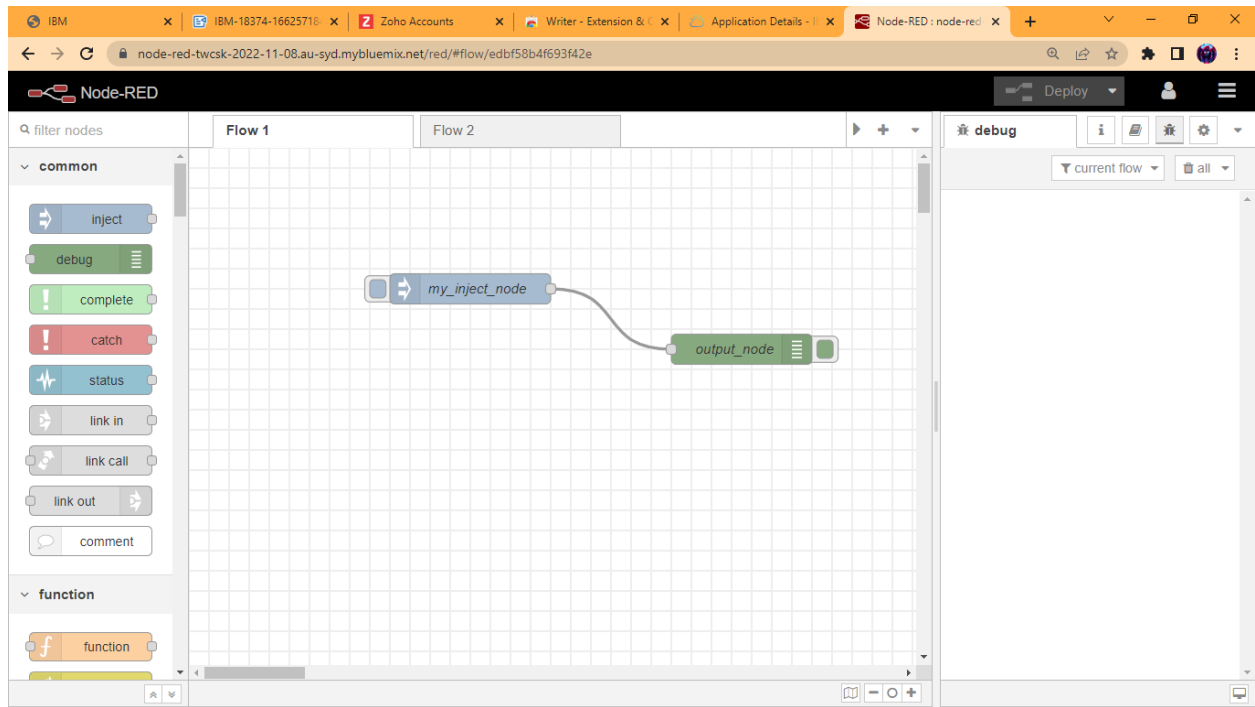 IBM
IBM-18374-16625718
Zoho Accounts
Writer - Extension & C
Application Details - I
Node-RED : node-red
node-red-twcsk-2022-11-08.au-syd.mybluemix.net/red/#flow/edbf58b4f693f42e
Node-RED
Deploy
filter nodes
Flow 1
Flow 2
debug
i
common
current flow
all
inject
debug
complete
catch
status
link in
link call
link out
comment
function
function
my_inject_node
output_node